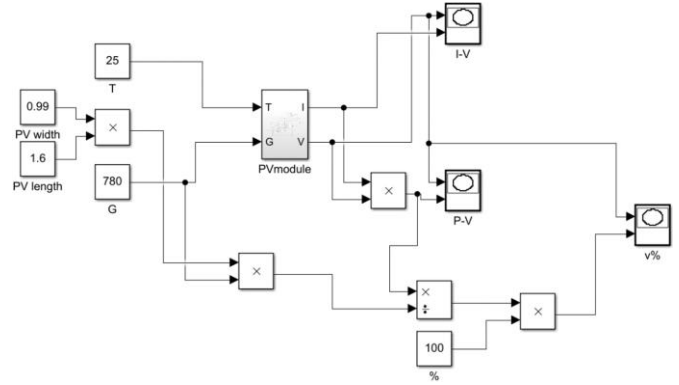 I-V
25
T
T I
0.99
PV width
×
G V
1.6
PV length
PVmodule
780
G
×
P-V
v%
×
×
÷
×
100
%